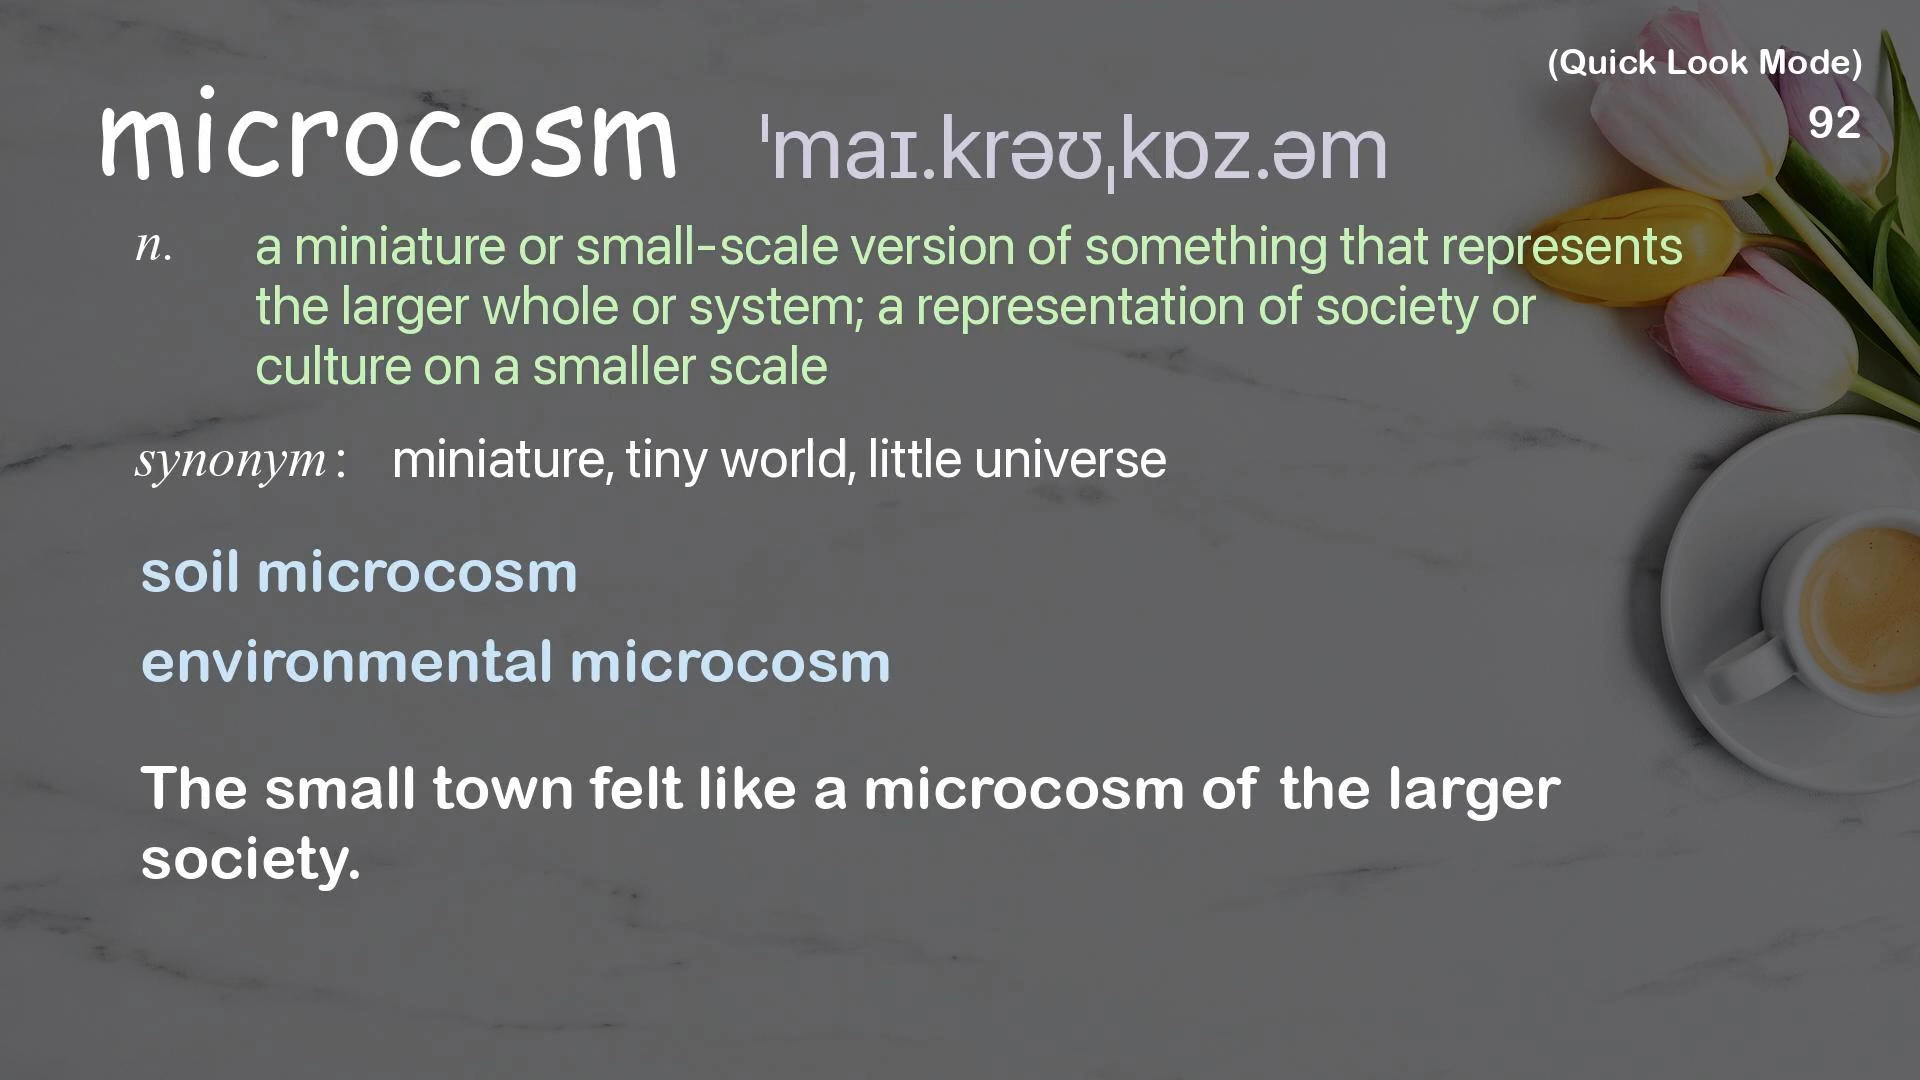 (Quick Look Mode)
92
microcosm ˈmaɪ.krəʊˌkɒz.əm
n. a miniature or small-scale version of something that represents
the larger whole or system; a representation of society or
culture on a smaller scale
synonym: miniature, tiny world, little universe
soil microcosm
environmental microcosm
The small town felt like a microcosm of the larger
society.